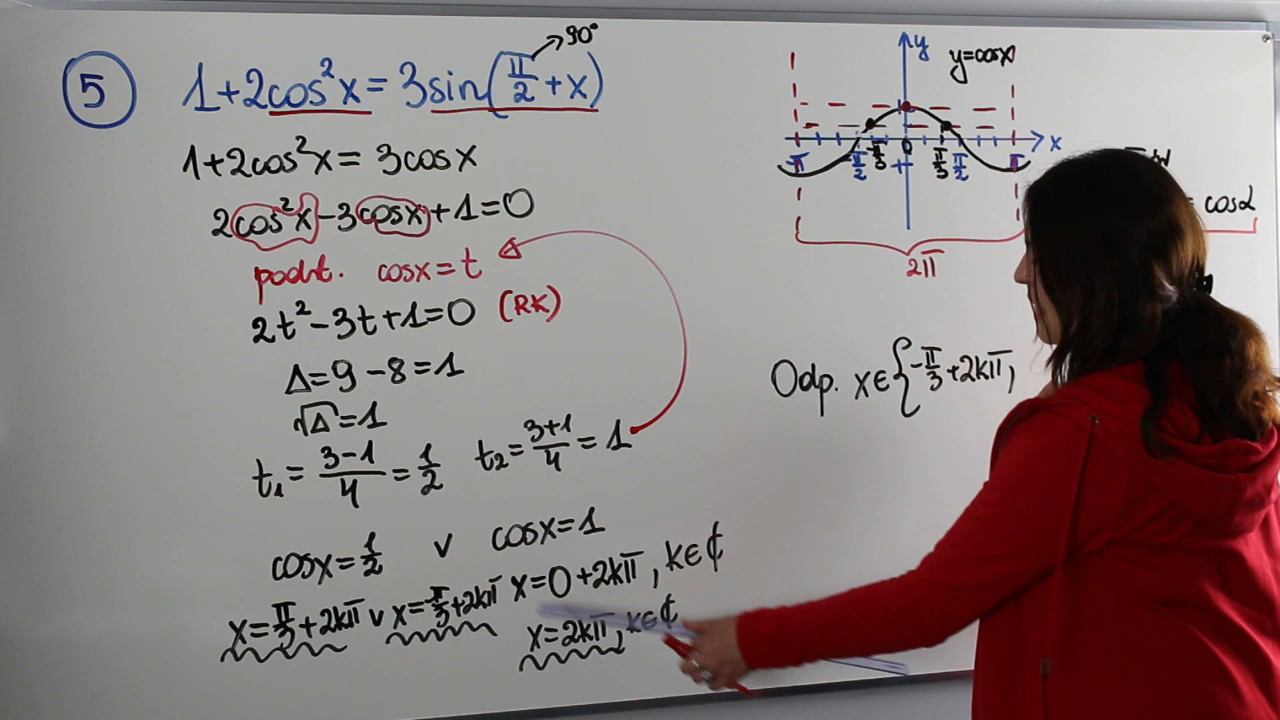 5
1+2cos²x = 3sin(π/2 + x) → 90°
1+2cos²x = 3cosx
2cos²x - 3cosx + 1 = 0
podst. cosx = t
2t² - 3t + 1 = 0 (RK)
Δ = 9 - 8 = 1
√Δ = 1
t₁ = (3-1)/4 = 1/2 t₂ = (3+1)/4 = 1
cosx = 1/2 v cosx = 1
x = π/3 + 2kπ v x = -π/3 + 2kπ x = 0 + 2kπ, k∈ℂ
x = 2kπ, k∈ℂ
y
y = cosx
-π -π/2 -π/3 0 π/3 π/2 π x
2π
= cosα
Odp. x∈{-π/3 + 2kπ,